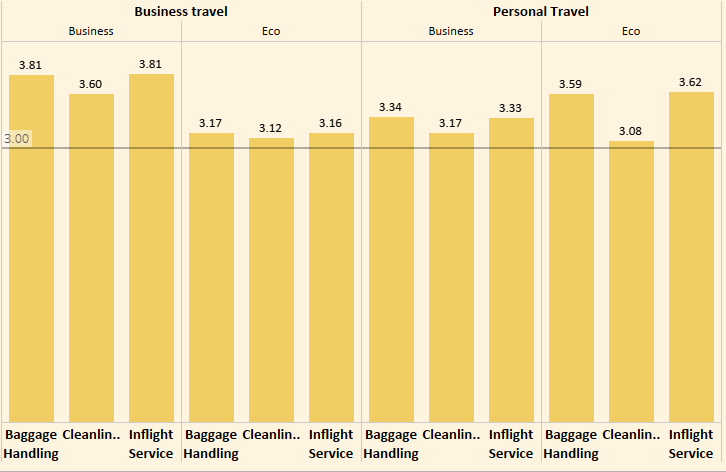 Business travel Personal Travel
Business Eco Business Eco
3.81 3.60 3.81 3.17 3.12 3.16 3.34 3.17 3.33 3.59 3.08 3.62
3.00
Baggage Handling Cleanlin.. Inflight Service Baggage Handling Cleanlin.. Inflight Service Baggage Handling Cleanlin.. Inflight Service Baggage Handling Cleanlin.. Inflight Service